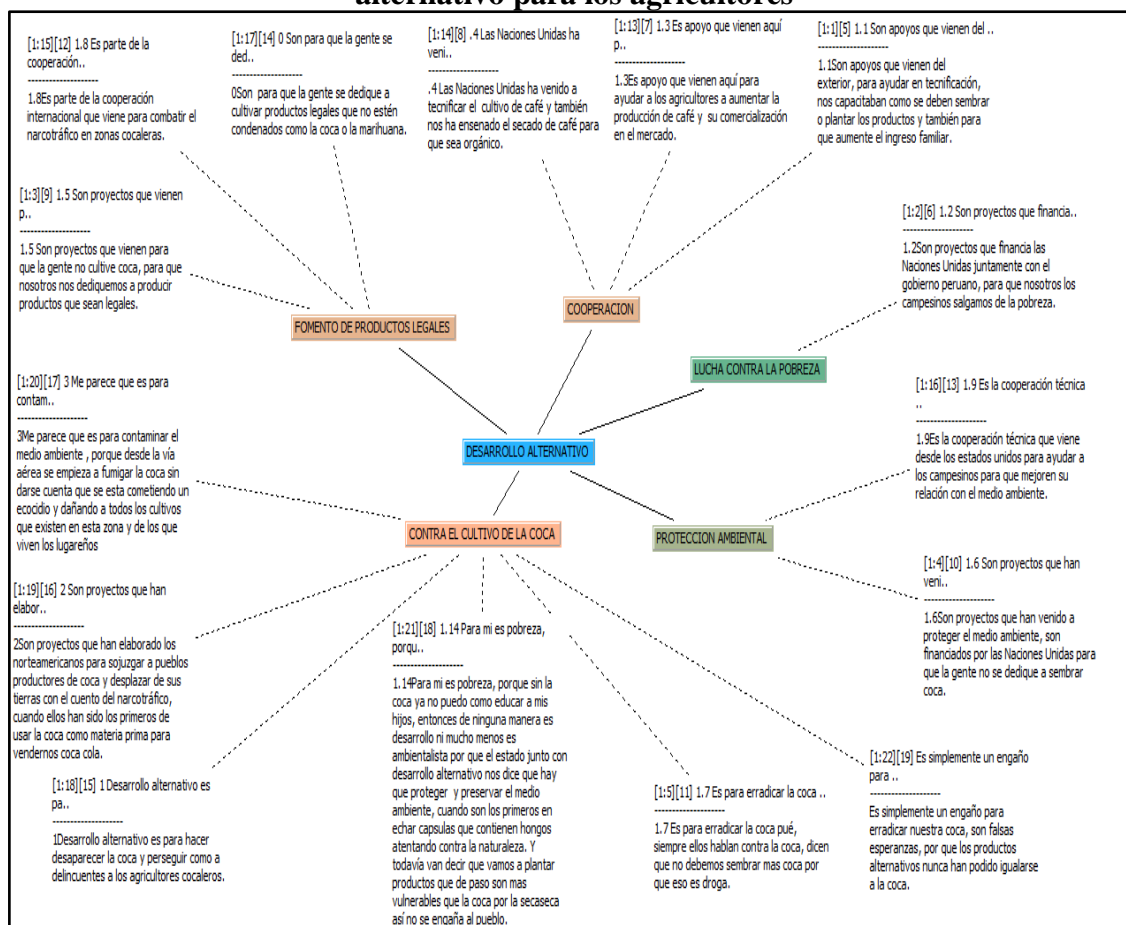 alternativo para los agricultores
[1:15][12] 1.8 Es parte de la
cooperación..
--------------------
1.8Es parte de la cooperación
internacional que viene para combatir el
narcotráfico en zonas cocaleras.
[1:17][14] 0 Son para que la gente se
ded..
--------------------
0Son para que la gente se dedique a
cultivar productos legales que no estén
condenados como la coca o la marihuana.
[1:14][8] .4 Las Naciones Unidas ha
veni..
--------------------
.4 Las Naciones Unidas ha venido a
tecnificar el cultivo de café y también
nos ha ensenado el secado de café para
que sea orgánico.
[1:13][7] 1.3 Es apoyo que vienen aquí
p..
--------------------
1.3Es apoyo que vienen aquí para
ayudar a los agricultores a aumentar la
producción de café y su comercialización
en el mercado.
[1:1][5] 1.1 Son apoyos que vienen del ..
--------------------
1.1Son apoyos que vienen del
exterior, para ayudar en tecnificación,
nos capacitaban como se deben sembrar
o plantar los productos y también para
que aumente el ingreso familiar.
[1:3][9] 1.5 Son proyectos que vienen
p..
--------------------
1.5 Son proyectos que vienen para
que la gente no cultive coca, para que
nosotros nos dediquemos a producir
productos que sean legales.
[1:2][6] 1.2 Son proyectos que financia..
--------------------
1.2Son proyectos que financia las
Naciones Unidas juntamente con el
gobierno peruano, para que nosotros los
campesinos salgamos de la pobreza.
COOPERACION
FOMENTO DE PRODUCTOS LEGALES
LUCHA CONTRA LA POBREZA
[1:20][17] 3 Me parece que es para
contam..
--------------------
3Me parece que es para contaminar el
medio ambiente , porque desde la vía
aérea se empieza a fumigar la coca sin
darse cuenta que se esta cometiendo un
ecocidio y dañando a todos los cultivos
que existen en esta zona y de los que
viven los lugareños
[1:16][13] 1.9 Es la cooperación técnica
..
--------------------
1.9Es la cooperación técnica que viene
desde los estados unidos para ayudar a
los campesinos para que mejoren su
relación con el medio ambiente.
DESARROLLO ALTERNATIVO
CONTRA EL CULTIVO DE LA COCA
PROTECCION AMBIENTAL
[1:4][10] 1.6 Son proyectos que han
veni..
--------------------
1.6Son proyectos que han venido a
proteger el medio ambiente, son
financiados por las Naciones Unidas para
que la gente no se dedique a sembrar
coca.
[1:19][16] 2 Son proyectos que han
elabor..
--------------------
2Son proyectos que han elaborado los
norteamericanos para sojuzgar a pueblos
productores de coca y desplazar de sus
tierras con el cuento del narcotráfico,
cuando ellos han sido los primeros de
usar la coca como materia prima para
vendernos coca cola.
[1:21][18] 1.14 Para mi es pobreza,
porqu..
--------------------
1.14Para mi es pobreza, porque sin la
coca ya no puedo como educar a mis
hijos, entonces de ninguna manera es
desarrollo ni mucho menos es
ambientalista por que el estado junto con
desarrollo alternativo nos dice que hay
que proteger y preservar el medio
ambiente, cuando son los primeros en
echar capsulas que contienen hongos
atentando contra la naturaleza. Y
todavía van decir que vamos a plantar
productos que de paso son mas
vulnerables que la coca por la secaseca
así no se engaña al pueblo.
[1:18][15] 1 Desarrollo alternativo es
pa..
--------------------
1Desarrollo alternativo es para hacer
desaparecer la coca y perseguir como a
delincuentes a los agricultores cocaleros.
[1:5][11] 1.7 Es para erradicar la coca ..
--------------------
1.7 Es para erradicar la coca pué,
siempre ellos hablan contra la coca, dicen
que no debemos sembrar mas coca por
que eso es droga.
[1:22][19] Es simplemente un engaño
para ..
--------------------
Es simplemente un engaño para
erradicar nuestra coca, son falsas
esperanzas, por que los productos
alternativos nunca han podido igualarse
a la coca.